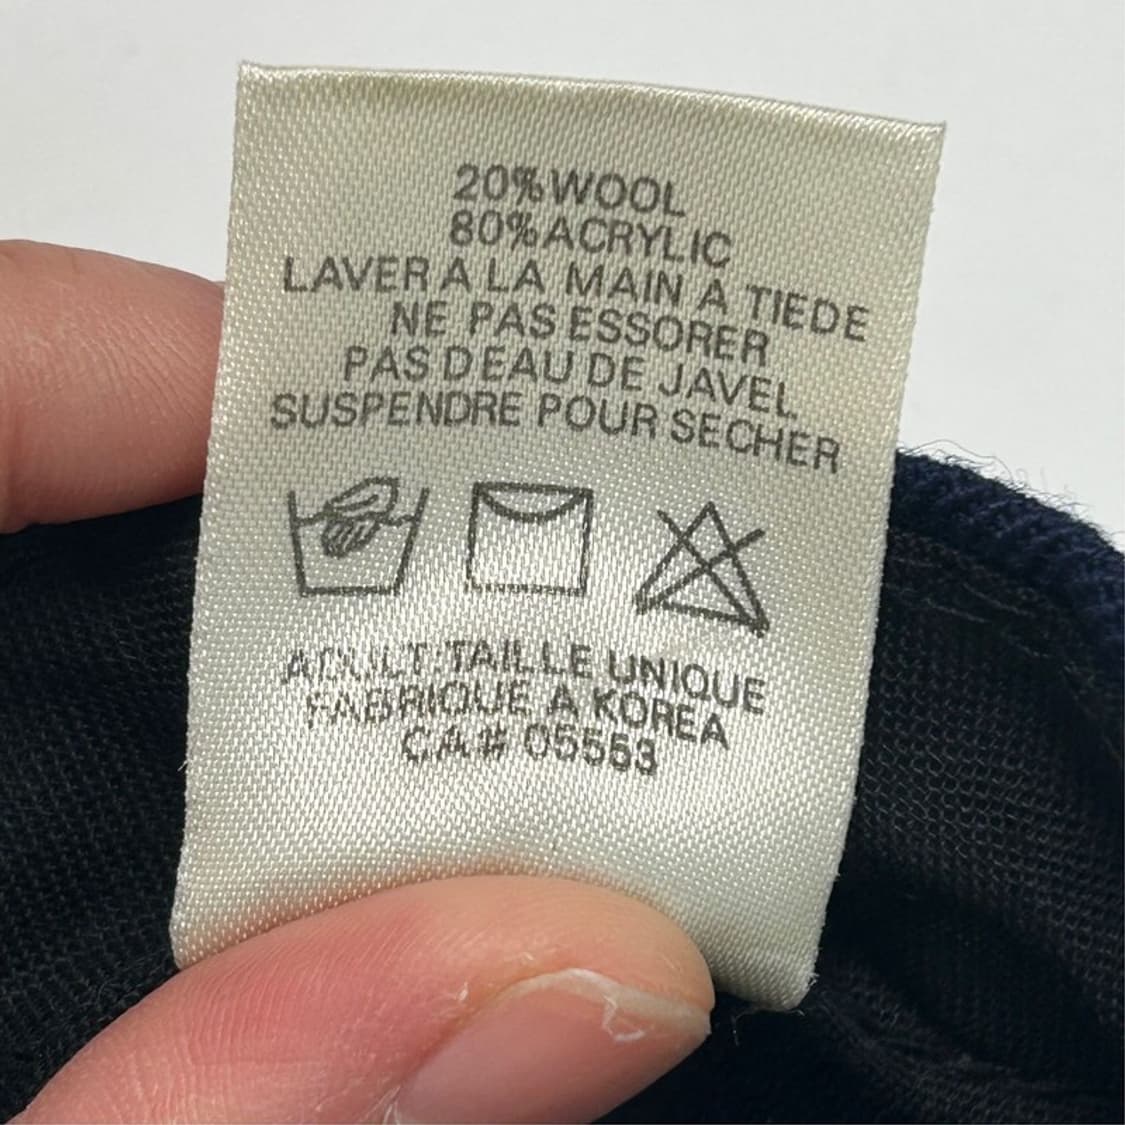 20% WOOL
80% ACRYLIC
LAVER A LA MAIN A TIEDE
NE PAS ESSORER
PAS D EAU DE JAVEL
SUSPENDRE POUR SECHER
ADULT:TAILLE UNIQUE
FABRIQUE A KOREA
CA# 05553